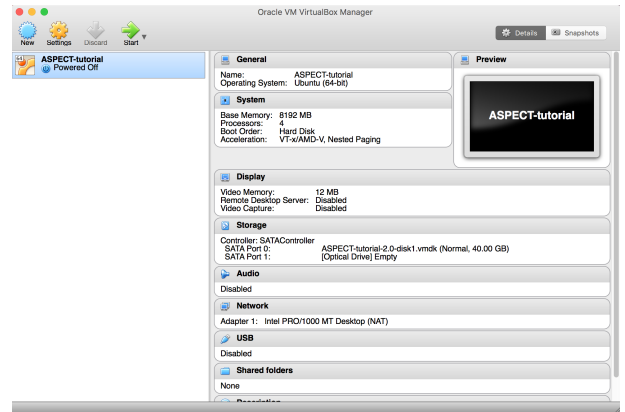 Oracle VM VirtualBox Manager
New Settings Discard Start
Details Snapshots
64
ASPECT-tutorial
Powered Off
General
Name: ASPECT-tutorial
Operating System: Ubuntu (64-bit)
System
Base Memory: 8192 MB
Processors: 4
Boot Order: Hard Disk
Acceleration: VT-x/AMD-V, Nested Paging
Preview
ASPECT-tutorial
Display
Video Memory: 12 MB
Remote Desktop Server: Disabled
Video Capture: Disabled
Storage
Controller: SATAController
SATA Port 0: ASPECT-tutorial-2.0-disk1.vmdk (Normal, 40.00 GB)
SATA Port 1: [Optical Drive] Empty
Audio
Disabled
Network
Adapter 1: Intel PRO/1000 MT Desktop (NAT)
USB
Disabled
Shared folders
None
Description